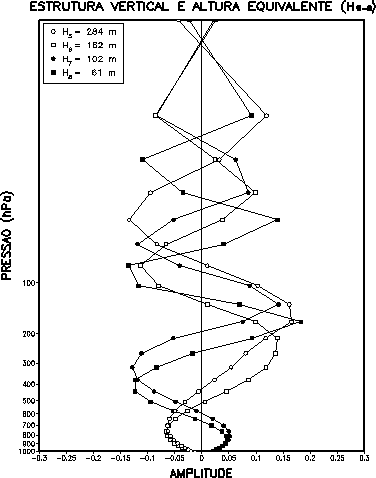 ESTRUTURA VERTICAL E ALTURA EQUIVALENTE (H₅₋₈)
H₅ = 284 m
H₆ = 162 m
H₇ = 102 m
H₈ = 61 m
PRESSAO (hPa)
100
200
300
400
500
600
700
800
900
1000
-0.3 -0.25 -0.2 -0.15 -0.1 -0.05 0 0.05 0.1 0.15 0.2 0.25 0.3
AMPLITUDE